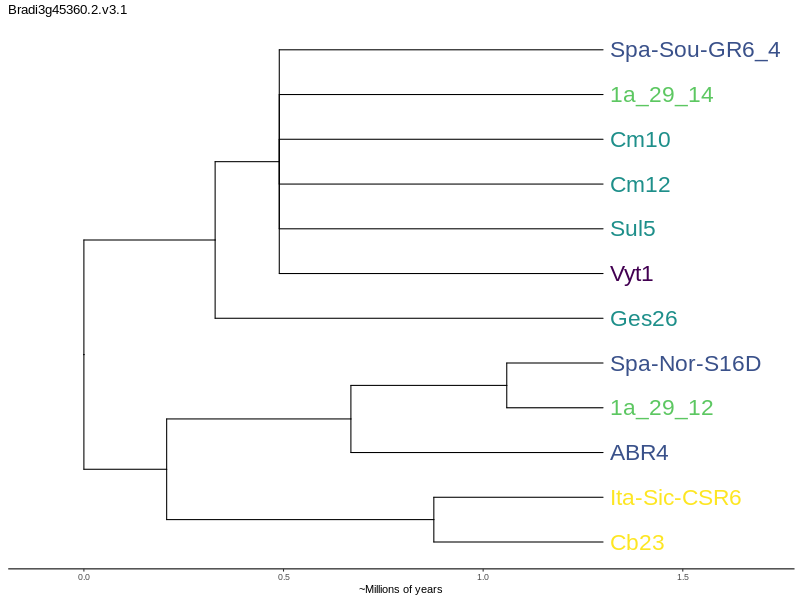 Bradi3g45360.2.v3.1
Spa-Sou-GR6_4
1a_29_14
Cm10
Cm12
Sul5
Vyt1
Ges26
Spa-Nor-S16D
1a_29_12
ABR4
Ita-Sic-CSR6
Cb23
0.0 0.5 1.0 1.5
~Millions of years